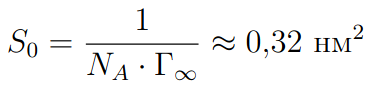 S₀ = 1 / (N_A · Γ_∞) ≈ 0,32 нм²